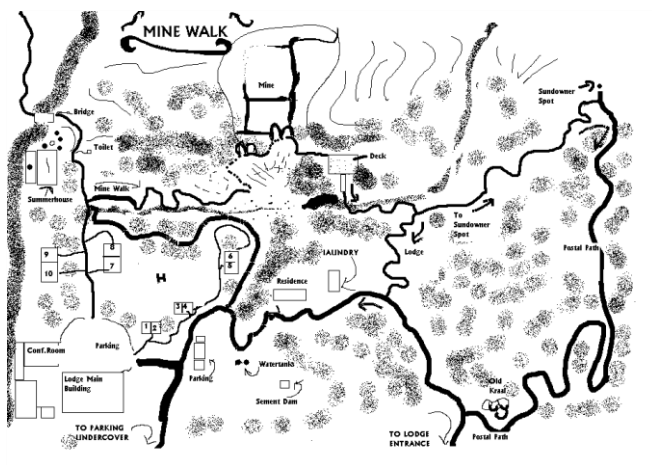 MINE WALK
Mine
Sundowner
Spot
Bridge
Toilet
Deck
Summerhouse
Mine Walk
To
Sundowner
Spot
Lodge
Postal Path
9
10
8
7
H
6
5
LAUNDRY
Residence
3 4
1 2
Parking
Conf.Room
Lodge Main
Building
Parking
Watertanks
Sement Dam
Old
Kraal
TO PARKING
UNDERCOVER
TO LODGE
ENTRANCE
Postal Path